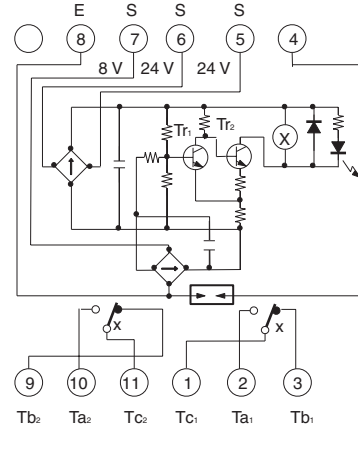 E S S S
8 7 6 5 4
8 V 24 V 24 V
Tr₁ Tr₂
X
x x
9 10 11 1 2 3
Tb₂ Ta₂ Tc₂ Tc₁ Ta₁ Tb₁